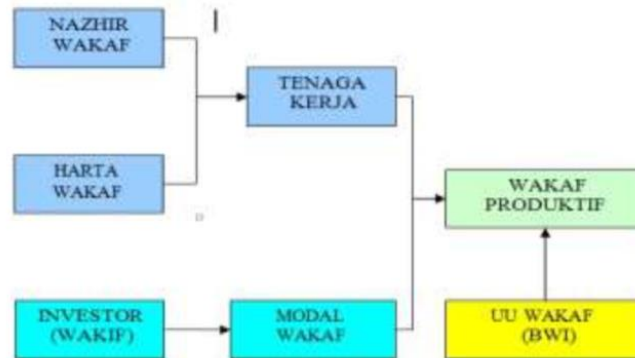 NAZHIR
WAKAF
TENAGA
KERJA
HARTA
WAKAF
WAKAF
PRODUKTIF
INVESTOR
(WAKIF)
MODAL
WAKAF
UU WAKAF
(BWI)